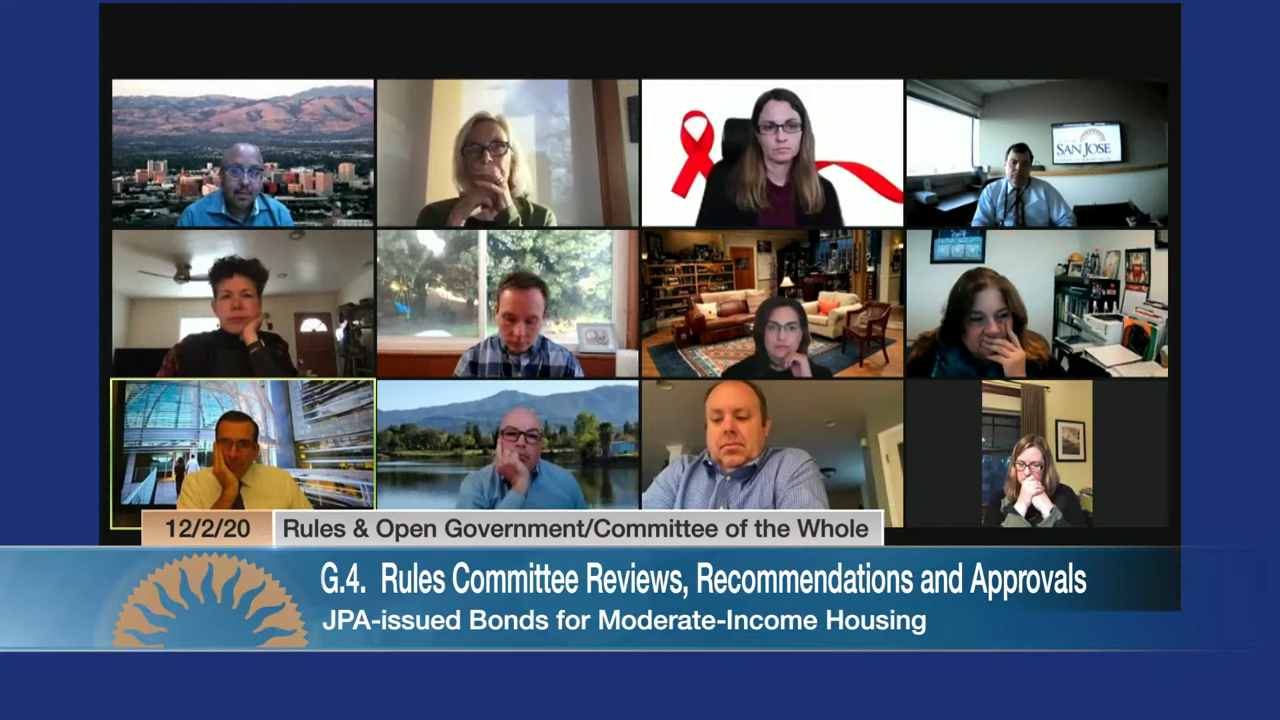 SAN JOSE
12/2/20
Rules & Open Government/Committee of the Whole
G.4. Rules Committee Reviews, Recommendations and Approvals
JPA-issued Bonds for Moderate-Income Housing